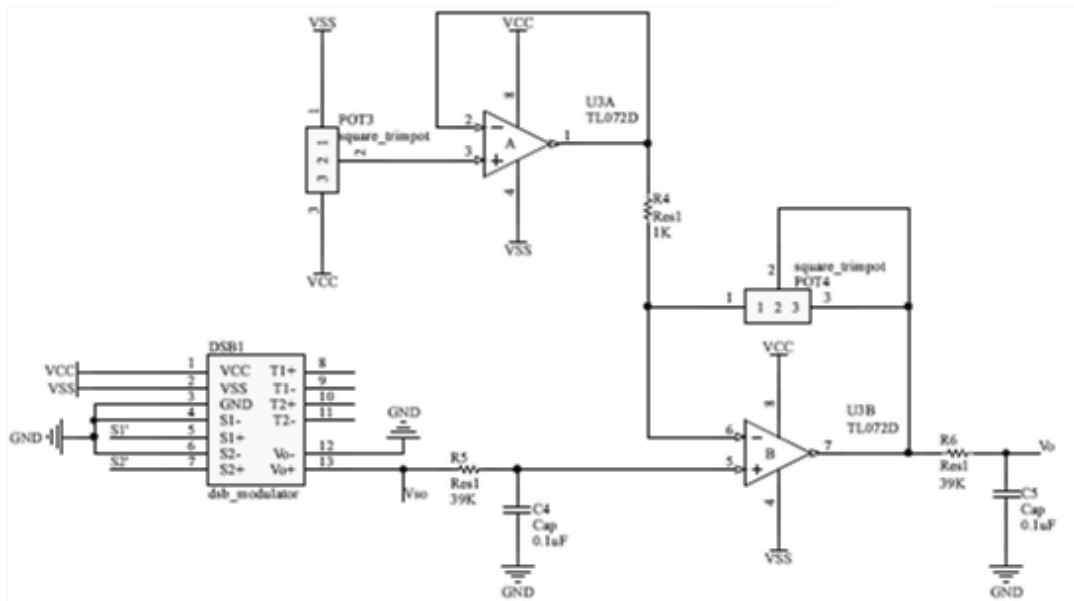 VSS
VCC
8
1
POT3
square_trimpot
1
2
3
2
3
VCC
2
3
A
1
U3A
TL072D
4
VSS
R4
Res1
1K
2
square_trimpot
POT4
1
1 2 3
3
DSB1
VCC
1
VCC
T1+
8
VSS
2
VSS
T1-
9
3
GND
T2+
10
4
S1-
T2-
11
GND
S1'
5
S1+
6
S2-
Vo-
12
GND
S2'
7
S2+
Vo+
13
dsb_modulator
Vso
R5
Res1
39K
C4
Cap
0.1uF
GND
VCC
8
U3B
TL072D
6
5
B
7
4
VSS
R6
Res1
39K
Vo
C5
Cap
0.1uF
GND